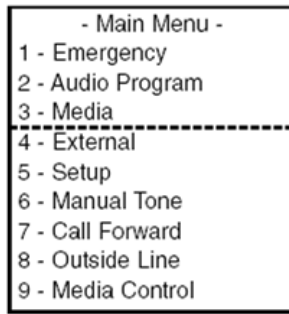 - Main Menu -
1 - Emergency
2 - Audio Program
3 - Media
4 - External
5 - Setup
6 - Manual Tone
7 - Call Forward
8 - Outside Line
9 - Media Control